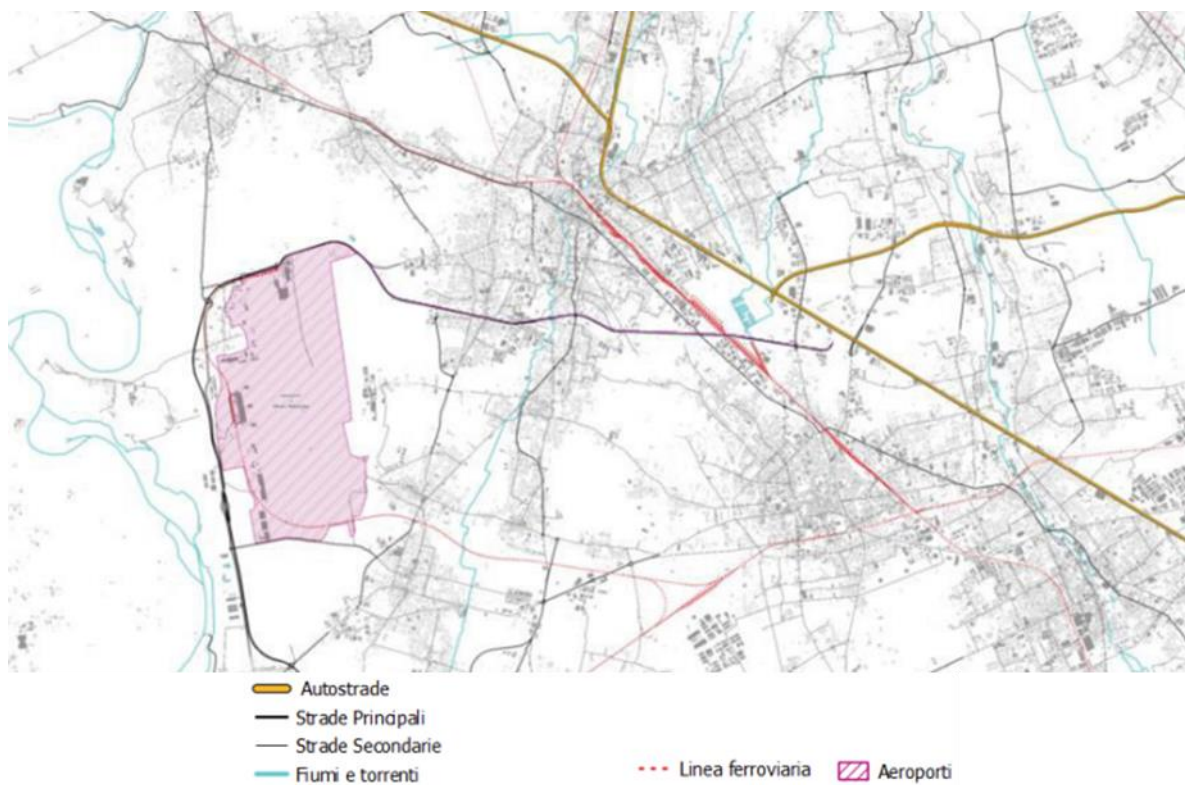 Autostrade
Strade Principali
Strade Secondarie
Fiumi e torrenti
Linea ferroviaria
Aeroporti